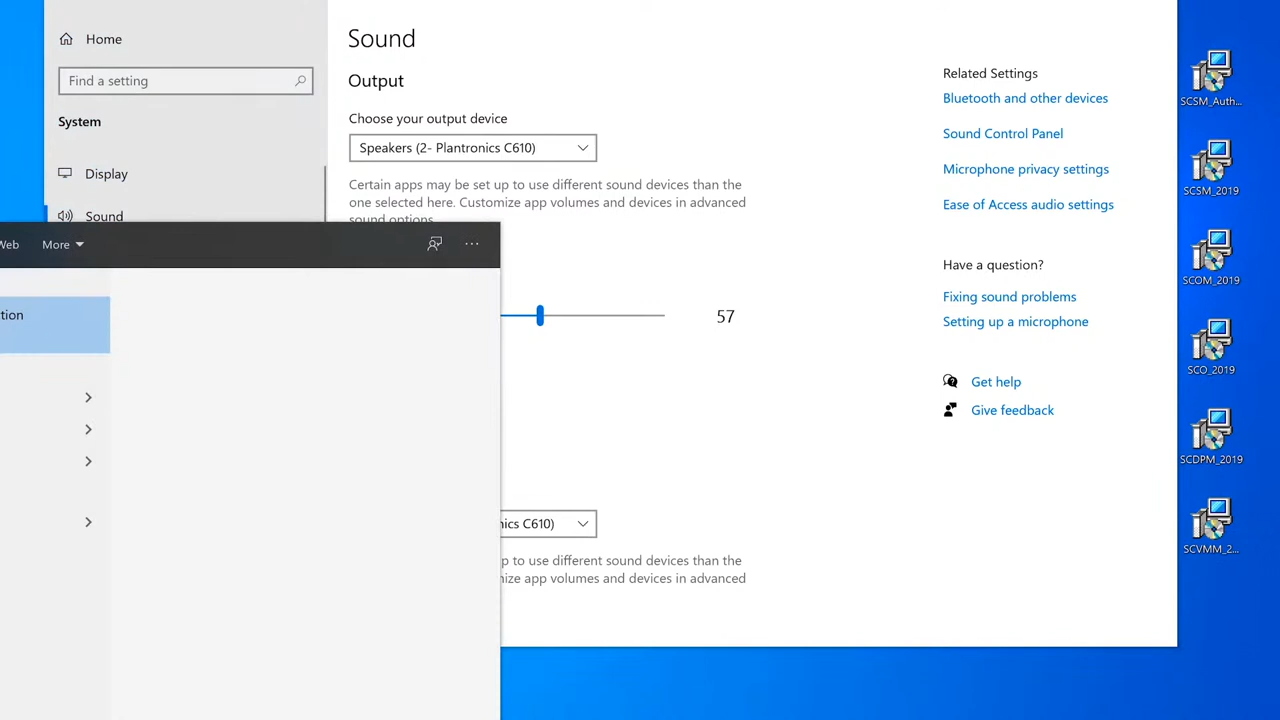 Home
Find a setting
System
Display
Sound
Sound
Output
Choose your output device
Speakers (2- Plantronics C610)
Certain apps may be set up to use different sound devices than the
one selected here. Customize app volumes and devices in advanced
sound options.
Web
More
tion
57
nics C610)
p to use different sound devices than the
ize app volumes and devices in advanced
Related Settings
Bluetooth and other devices
Sound Control Panel
Microphone privacy settings
Ease of Access audio settings
Have a question?
Fixing sound problems
Setting up a microphone
Get help
Give feedback
SCSM_Auth...
SCSM_2019
SCOM_2019
SCO_2019
SCDPM_2019
SCVMM_2...